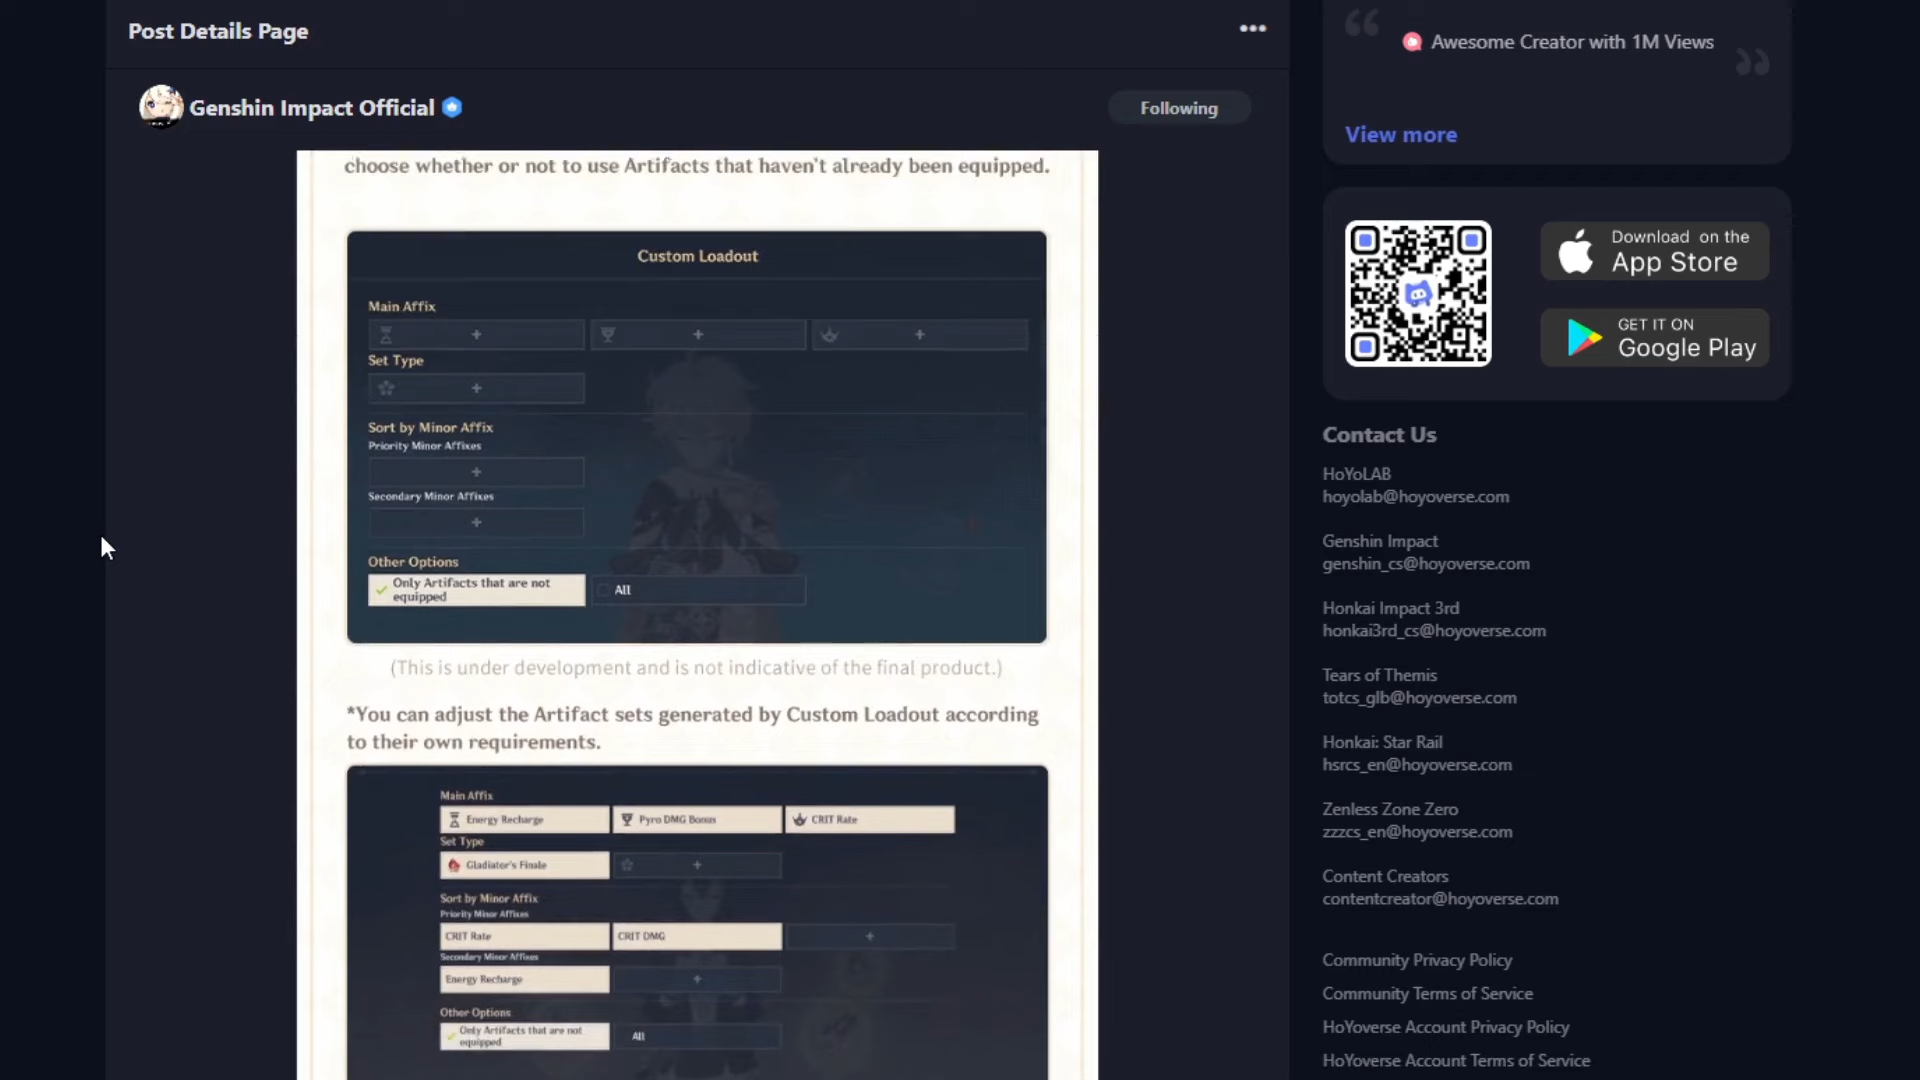 Post Details Page
Genshin Impact Official
Following
choose whether or not to use Artifacts that haven't already been equipped.
Custom Loadout
Main Affix
+ + +
Set Type
+
Sort by Minor Affix
Priority Minor Affixes
+
Secondary Minor Affixes
+
Other Options
Only Artifacts that are not
equipped
All
(This is under development and is not indicative of the final product.)
*You can adjust the Artifact sets generated by Custom Loadout according
to their own requirements.
Main Affix
Energy Recharge
Pyro DMG Bonus
CRIT Rate
Set Type
Gladiator's Finale
+
Sort by Minor Affix
Priority Minor Affixes
CRIT Rate
CRIT DMG
+
Secondary Minor Affixes
Energy Recharge
+
Other Options
Only Artifacts that are not
equipped
All
Awesome Creator with 1M Views
View more
Download on the
App Store
GET IT ON
Google Play
Contact Us
HoYoLAB
hoyolab@hoyoverse.com
Genshin Impact
genshin_cs@hoyoverse.com
Honkai Impact 3rd
honkai3rd_cs@hoyoverse.com
Tears of Themis
totcs_glb@hoyoverse.com
Honkai: Star Rail
hsrcs_en@hoyoverse.com
Zenless Zone Zero
zzzcs_en@hoyoverse.com
Content Creators
contentcreator@hoyoverse.com
Community Privacy Policy
Community Terms of Service
HoYoverse Account Privacy Policy
HoYoverse Account Terms of Service